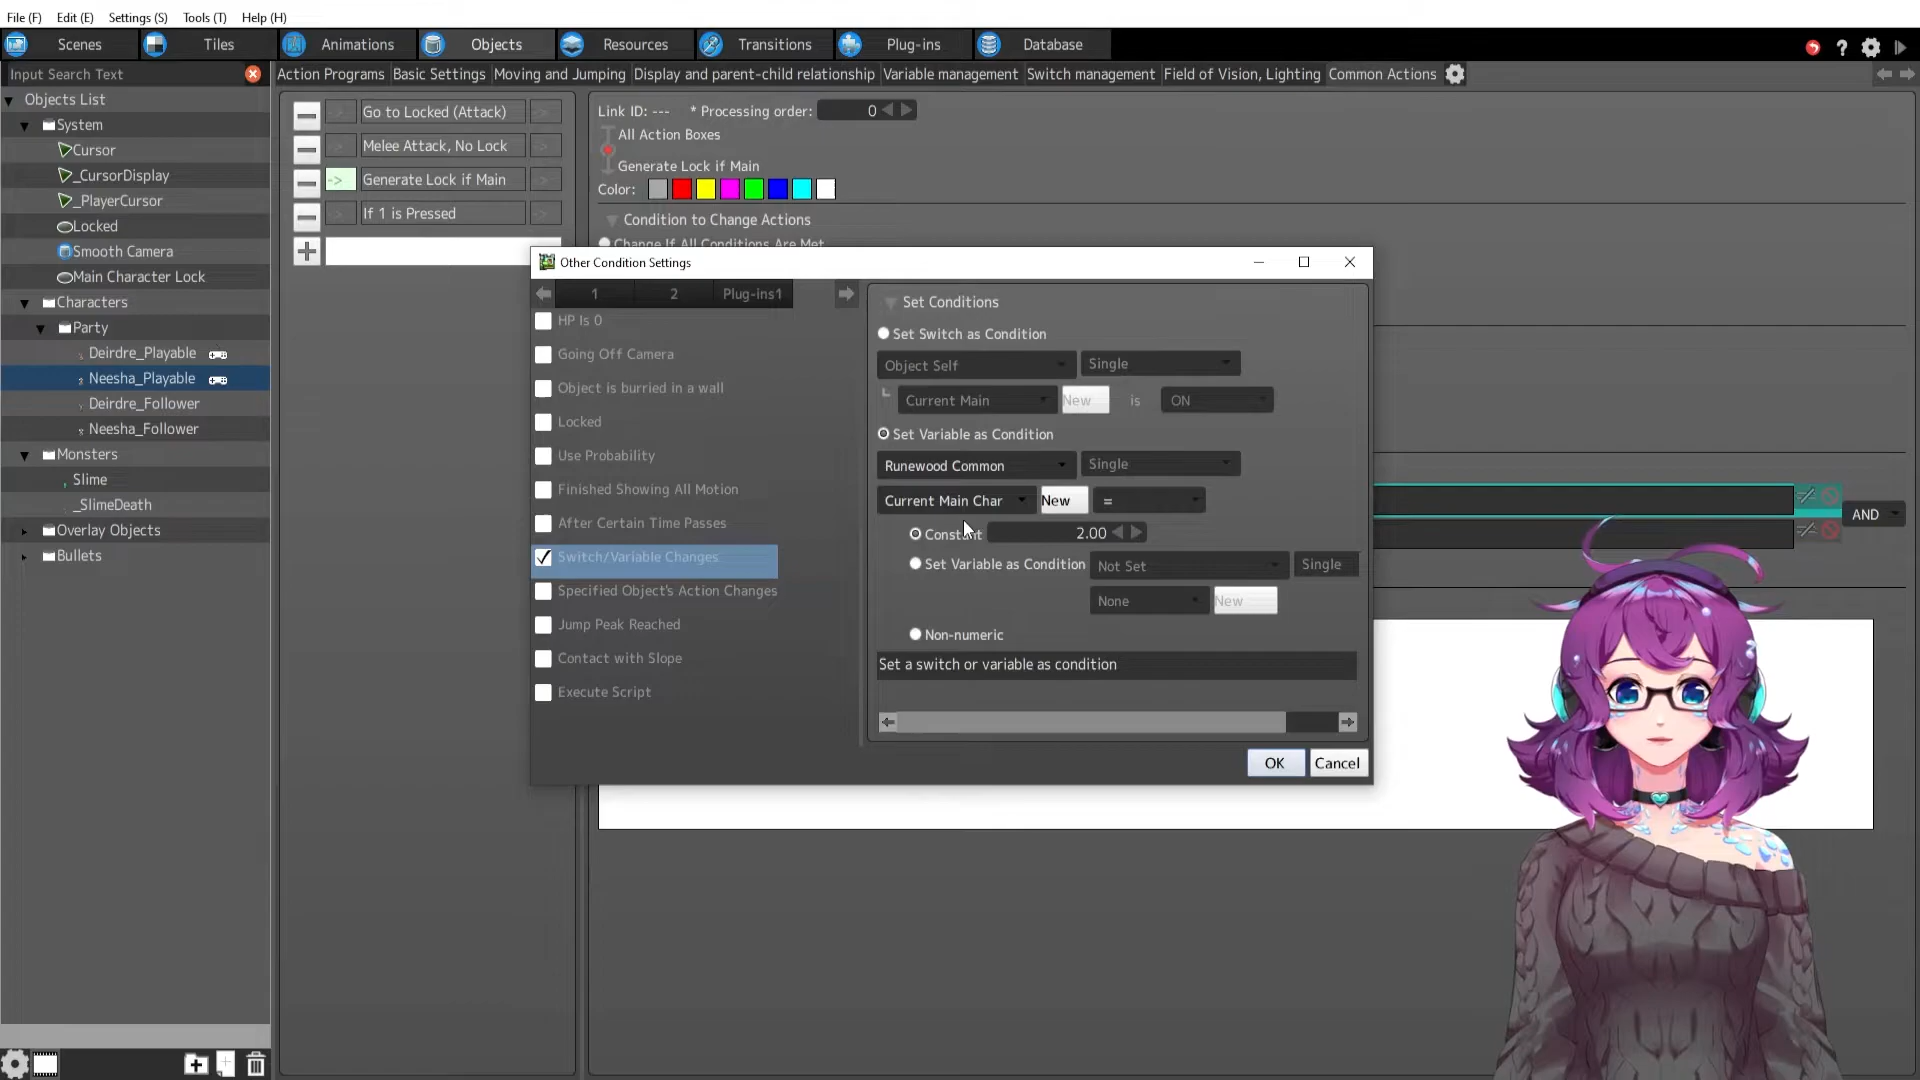 File (F) Edit (E) Settings (S) Tools (T) Help (H)
Scenes Tiles Animations Objects Resources Transitions Plug-ins Database
Input Search Text
Action Programs Basic Settings Moving and Jumping Display and parent-child relationship Variable management Switch management Field of Vision, Lighting Common Actions
Objects List
System
Cursor
_CursorDisplay
_PlayerCursor
Locked
Smooth Camera
Main Character Lock
Characters
Party
Deirdre_Playable
Neesha_Playable
Deirdre_Follower
Neesha_Follower
Monsters
Slime
_SlimeDeath
Overlay Objects
Bullets
-> Go to Locked (Attack) ->
-> Melee Attack, No Lock ->
-> Generate Lock if Main ->
-> If 1 is Pressed ->
Link ID: --- * Processing order: 0
All Action Boxes
Generate Lock if Main
Color:
Condition to Change Actions
Change If All Conditions Are Met
AND
Other Condition Settings
1 2 Plug-ins1
HP Is 0
Going Off Camera
Object is burried in a wall
Locked
Use Probability
Finished Showing All Motion
After Certain Time Passes
Switch/Variable Changes
Specified Object's Action Changes
Jump Peak Reached
Contact with Slope
Execute Script
Set Conditions
Set Switch as Condition
Object Self Single
Current Main New is ON
Set Variable as Condition
Runewood Common Single
Current Main Char New =
Constant 2.00
Set Variable as Condition Not Set Single
None New
Non-numeric
Set a switch or variable as condition
OK Cancel